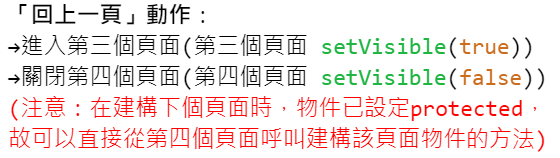 「回上一頁」動作：
→進入第三個頁面(第三個頁面 setVisible(true))
→關閉第四個頁面(第四個頁面 setVisible(false))
(注意：在建構下個頁面時，物件已設定protected，
故可以直接從第四個頁面呼叫建構該頁面物件的方法)